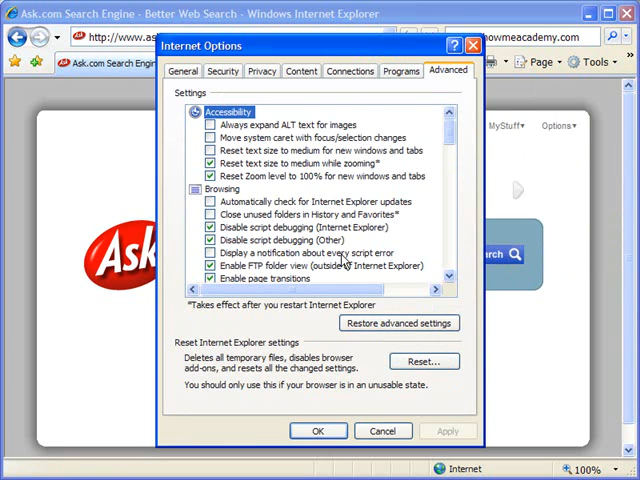 Ask.com Search Engine - Better Web Search - Windows Internet Explorer
http://www.as
howmeacademy.com
Ask.com Search Engin
Page
Tools
Internet Options
General
Security
Privacy
Content
Connections
Programs
Advanced
Settings
Accessibility
Always expand ALT text for images
Move system caret with focus/selection changes
Reset text size to medium for new windows and tabs
Reset text size to medium while zooming*
Reset Zoom level to 100% for new windows and tabs
Browsing
Automatically check for Internet Explorer updates
Close unused folders in History and Favorites*
Disable script debugging (Internet Explorer)
Disable script debugging (Other)
Display a notification about every script error
Enable FTP folder view (outside of Internet Explorer)
Enable page transitions
*Takes effect after you restart Internet Explorer
Restore advanced settings
Reset Internet Explorer settings
Deletes all temporary files, disables browser
add-ons, and resets all the changed settings.
Reset...
You should only use this if your browser is in an unusable state.
OK
Cancel
Apply
MyStuff
Options
Ask
rch
Internet
100%